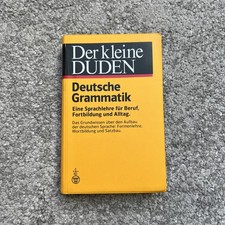 Der kleine
DUDEN
Deutsche
Grammatik
Eine Sprachlehre für Beruf,
Fortbildung und Alltag.
Das Grundwissen über den Aufbau
der deutschen Sprache: Formenlehre,
Wortbildung und Satzbau.